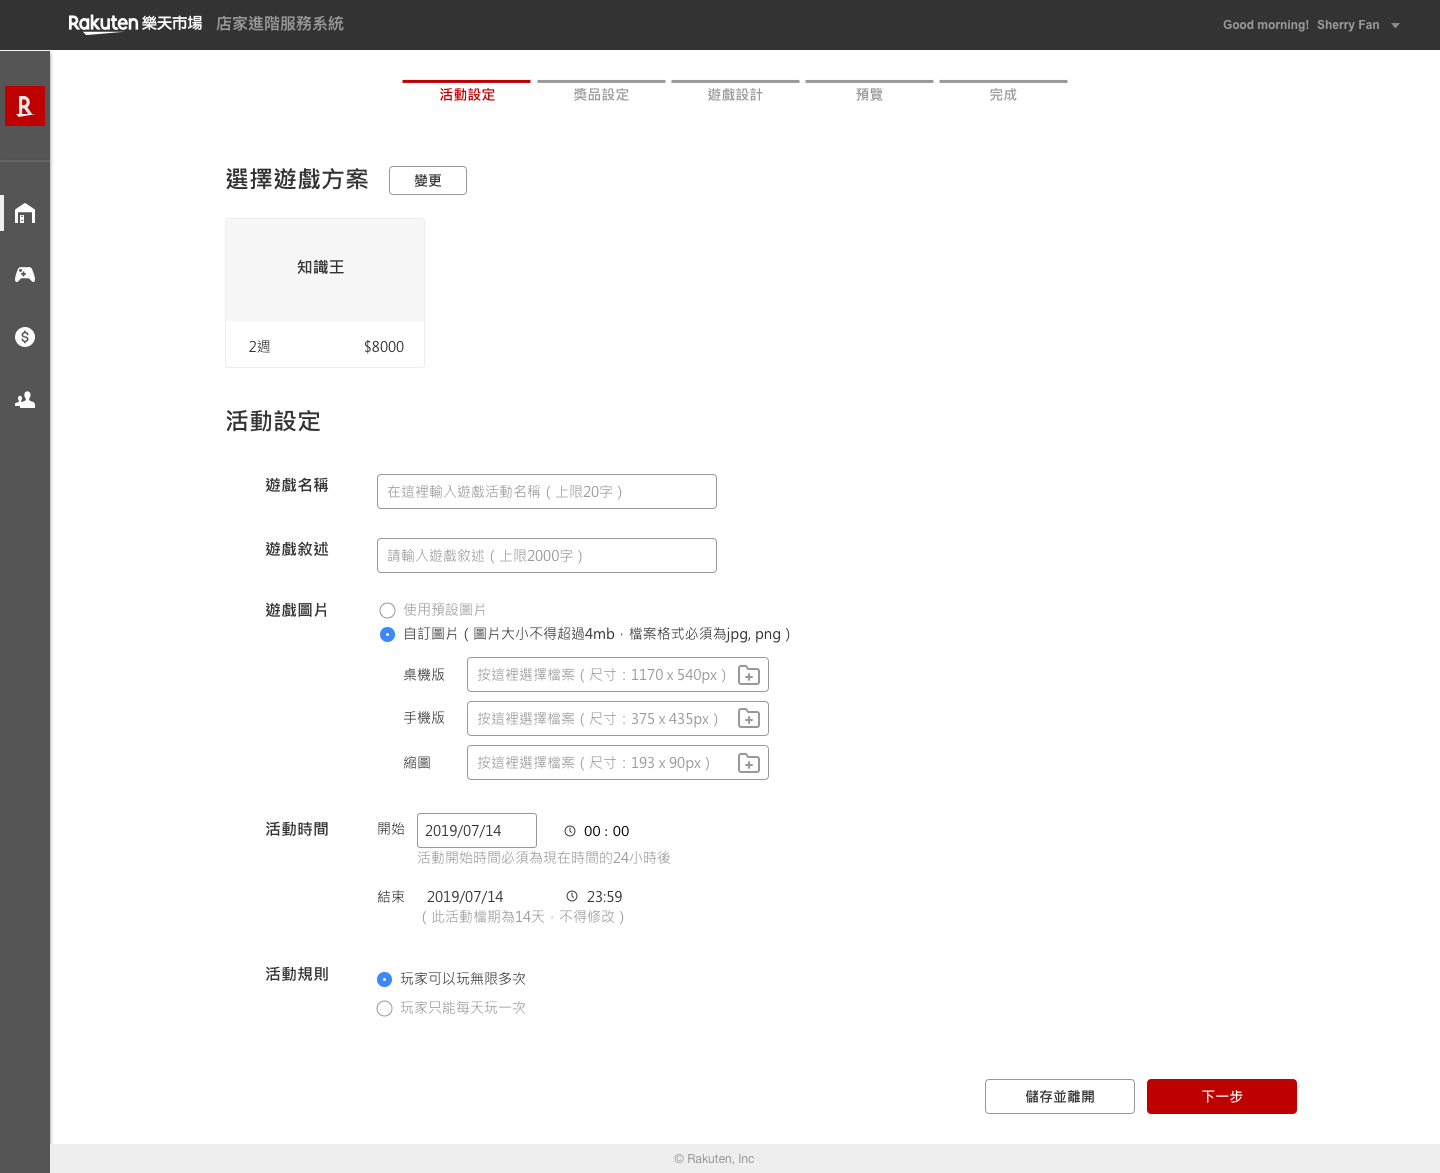 Rakuten 樂天市場 店家進階服務系統
Good morning! Sherry Fan
R
活動設定 獎品設定 遊戲設計 預覽 完成
選擇遊戲方案 變更
知識王
2週 $8000
活動設定
遊戲名稱 在這裡輸入遊戲活動名稱（上限20字）
遊戲敘述 請輸入遊戲敘述（上限2000字）
遊戲圖片 使用預設圖片
自訂圖片（圖片大小不得超過4mb，檔案格式必須為jpg, png）
桌機版 按這裡選擇檔案（尺寸：1170 x 540px）
手機版 按這裡選擇檔案（尺寸：375 x 435px）
縮圖 按這裡選擇檔案（尺寸：193 x 90px）
活動時間 開始 2019/07/14 00 : 00
活動開始時間必須為現在時間的24小時後
結束 2019/07/14 23:59
（此活動檔期為14天，不得修改）
活動規則 玩家可以玩無限多次
玩家只能每天玩一次
儲存並離開 下一步
© Rakuten, Inc